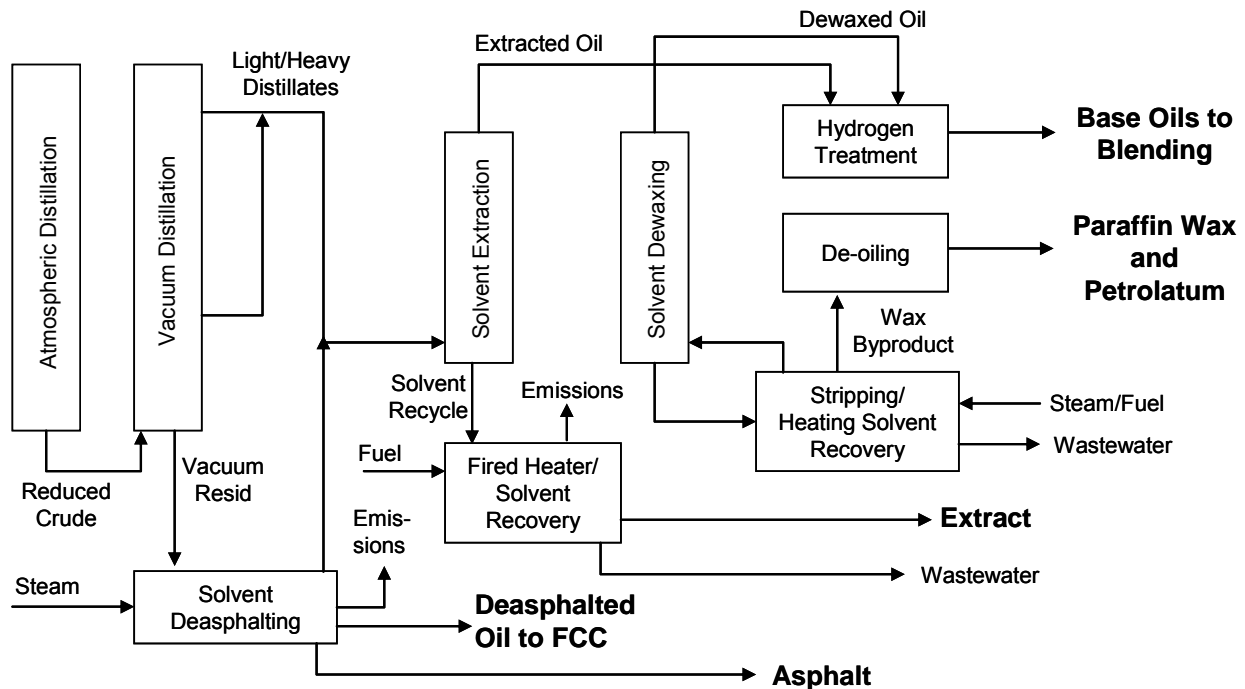 Dewaxed Oil
Extracted Oil
Light/Heavy
Distillates
Atmospheric Distillation
Vacuum Distillation
Solvent Extraction
Solvent Dewaxing
Hydrogen
Treatment
Base Oils to
Blending
De-oiling
Paraffin Wax
and
Petrolatum
Wax
Byproduct
Solvent
Recycle
Emissions
Stripping/
Heating Solvent
Recovery
Steam/Fuel
Wastewater
Fuel
Fired Heater/
Solvent
Recovery
Reduced
Crude
Vacuum
Resid
Emis-
sions
Extract
Wastewater
Steam
Solvent
Deasphalting
Deasphalted
Oil to FCC
Asphalt